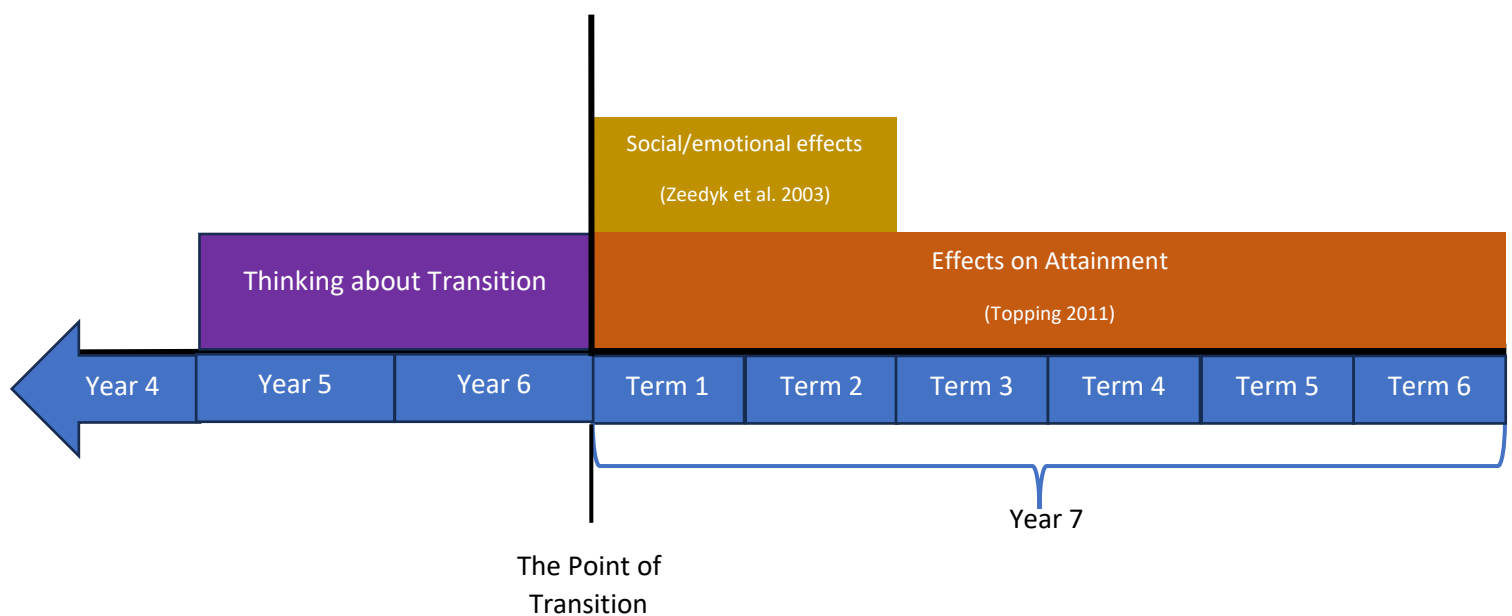 Social/emotional effects
(Zeedyk et al. 2003)
Thinking about Transition
Effects on Attainment
(Topping 2011)
Year 4
Year 5
Year 6
Term 1
Term 2
Term 3
Term 4
Term 5
Term 6
Year 7
The Point of
Transition